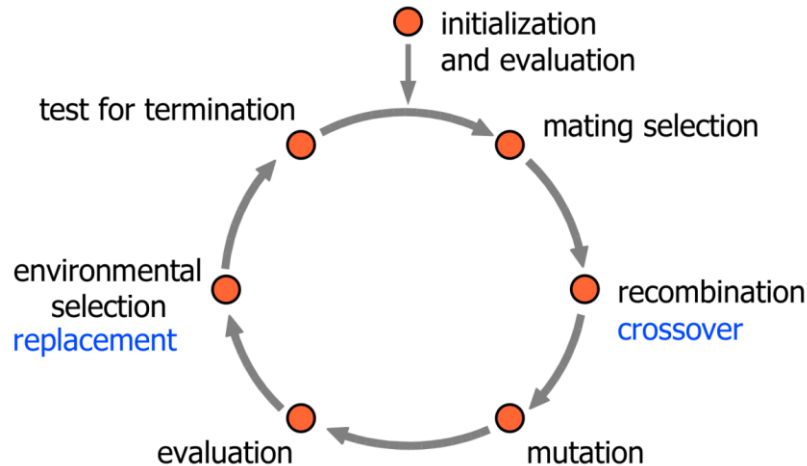 initialization
and evaluation
test for termination
mating selection
environmental
selection
replacement
recombination
crossover
evaluation
mutation